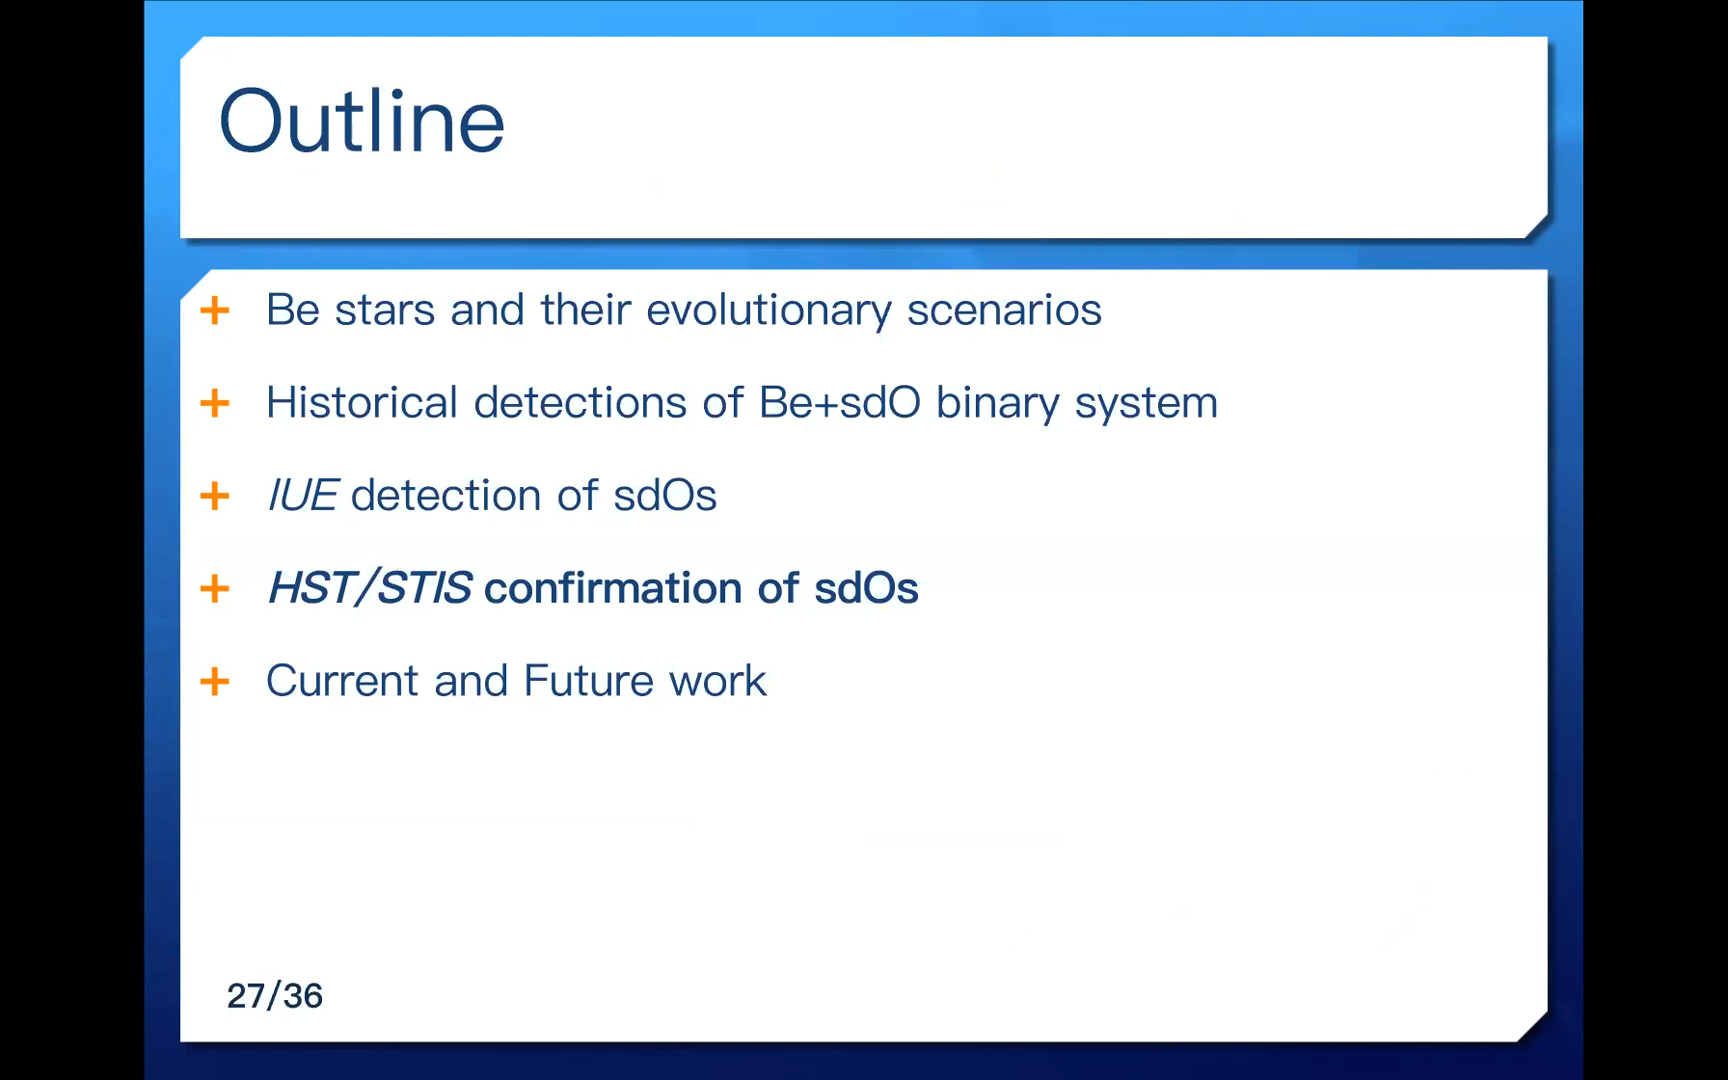 Outline
Be stars and their evolutionary scenarios
Historical detections of Be+sdO binary system
IUE detection of sdOs
HST/STIS confirmation of sdOs
Current and Future work
27/36